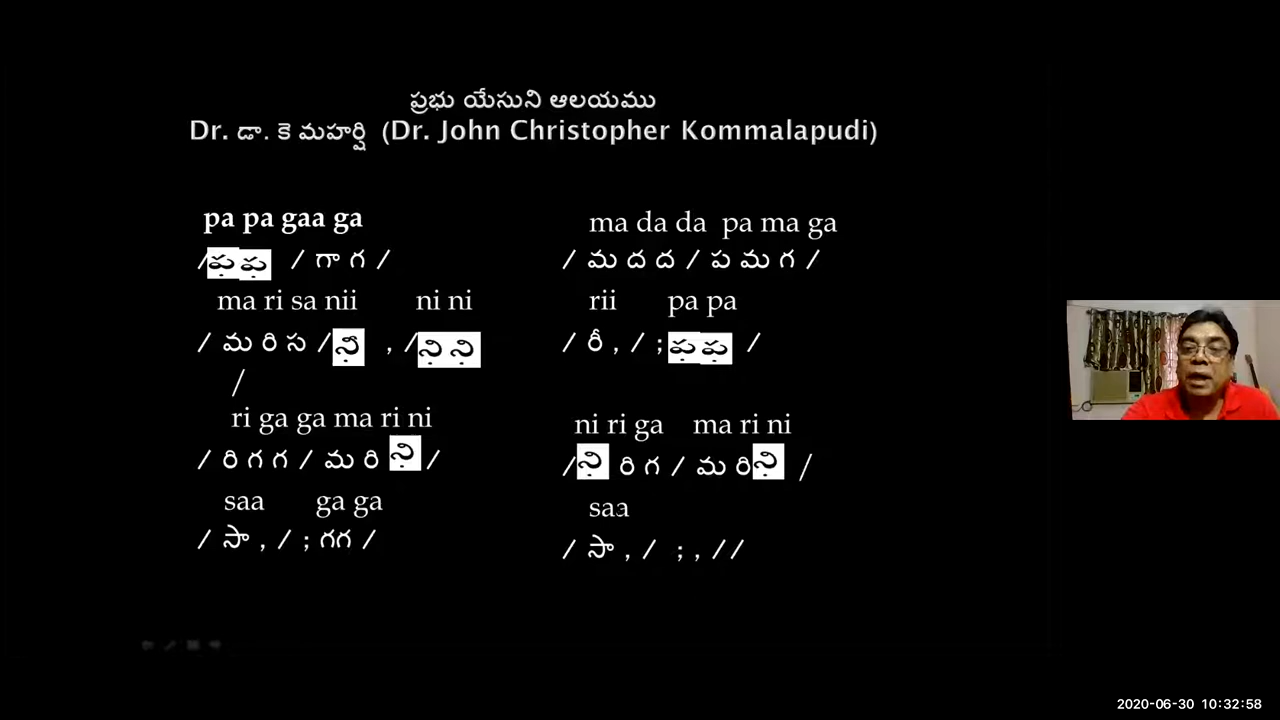 ప్రభు యేసుని ఆలయము
Dr. డా. కె మహర్షి (Dr. John Christopher Kommalapudi)
pa pa gaa ga
/ ప̣ ప̣ / గా గ /
ma ri sa nii ni ni
/ మ రి స / నీ̣ , / ని̣ ని̣
/
ri ga ga ma ri ni
/ రి గ గ / మ రి ని̣ /
saa ga ga
/ సా , / ; గగ /
ma da da pa ma ga
/ మ ద ద / ప మ గ /
rii pa pa
/ రీ , / ; ప̣ ప̣ /
ni ri ga ma ri ni
/ ని̣ రి గ / మ రి ని̣ /
saa
/ సా , / ; , / /
2020-06-30 10:32:58